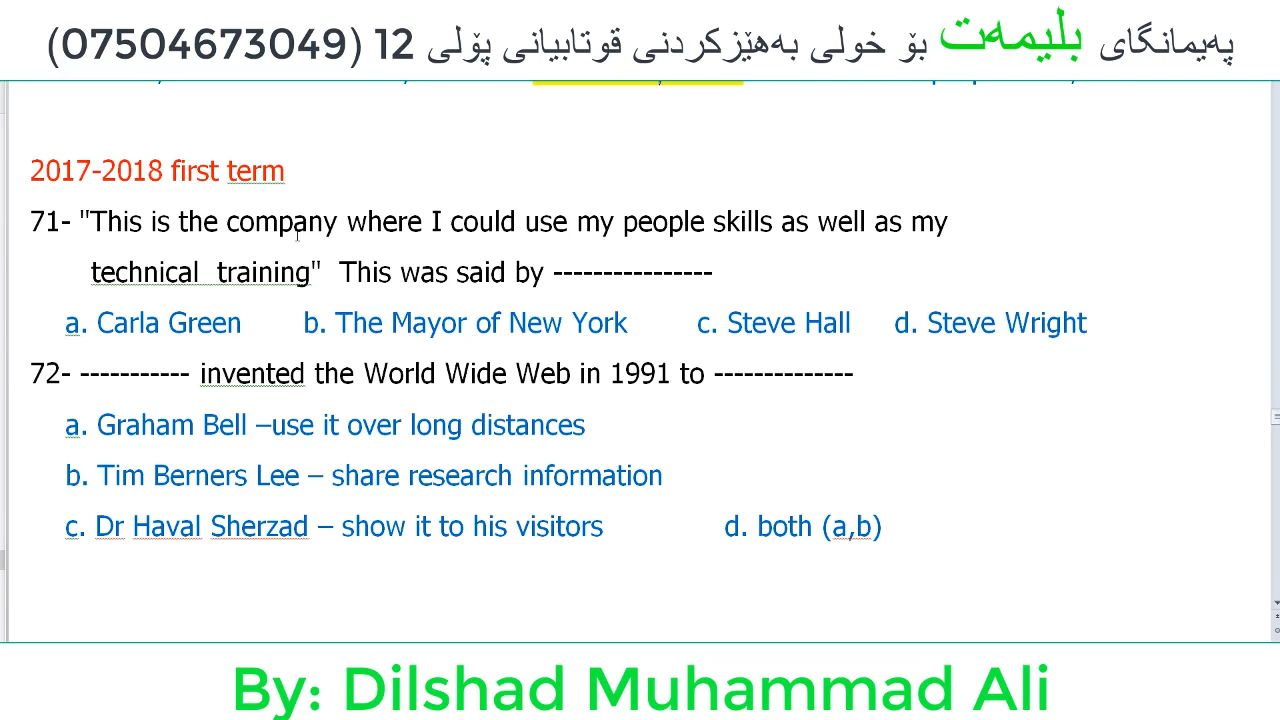 پەیمانگای بلیمەت بۆ خولی بەهێزکردنی قوتابیانی پۆلی 12 (07504673049)
2017-2018 first term
71- "This is the company where I could use my people skills as well as my
technical training" This was said by ----------------
a. Carla Green b. The Mayor of New York c. Steve Hall d. Steve Wright
72- ----------- invented the World Wide Web in 1991 to --------------
a. Graham Bell –use it over long distances
b. Tim Berners Lee – share research information
c. Dr Haval Sherzad – show it to his visitors d. both (a,b)
By: Dilshad Muhammad Ali